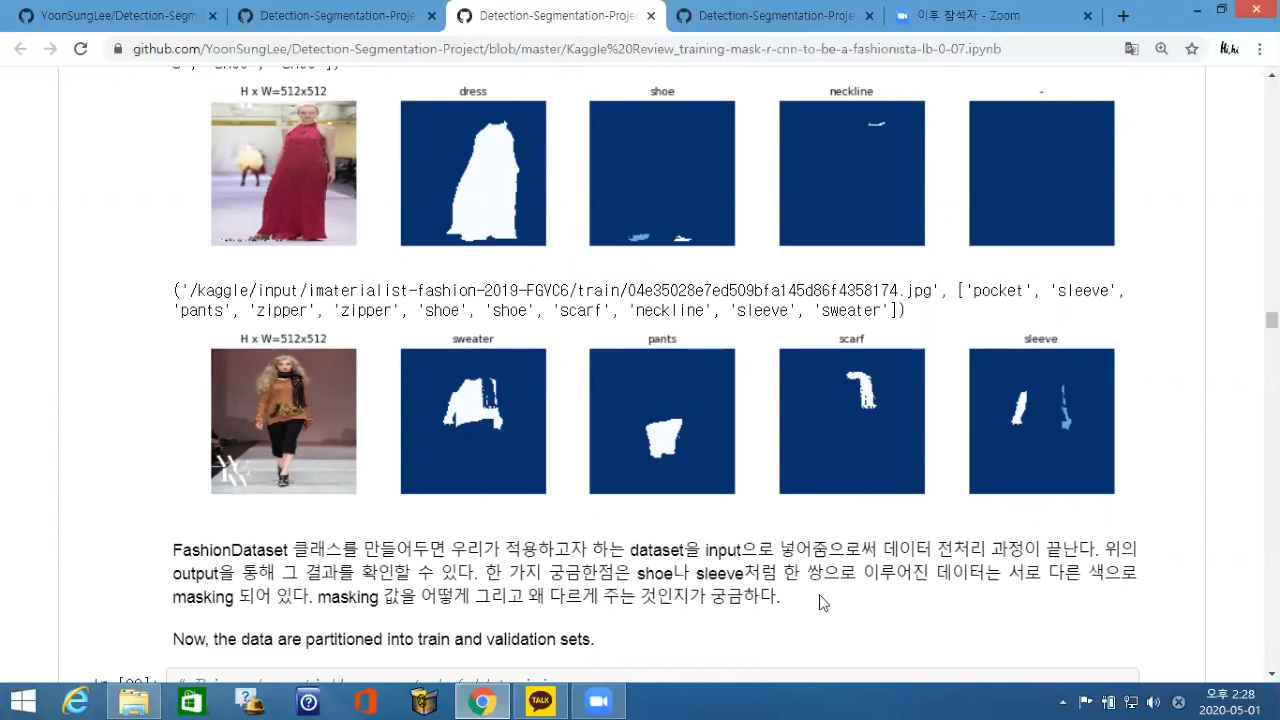 YoonSungLee/Detection-Segm
Detection-Segmentation-Proje
Detection-Segmentation-Proje
Detection-Segmentation-Proje
이후 참석자 - Zoom
github.com/YoonSungLee/Detection-Segmentation-Project/blob/master/Kaggle%20Review_training-mask-r-cnn-to-be-a-fashionista-lb-0-07.ipynb
H x W=512x512 dress shoe neckline -
('/kaggle/input/imaterialist-fashion-2019-FGVC6/train/04e35028e7ed509bfa145d86f4358174.jpg', ['pocket', 'sleeve',
'pants', 'zipper', 'zipper', 'shoe', 'shoe', 'scarf', 'neckline', 'sleeve', 'sweater'])
H x W=512x512 sweater pants scarf sleeve
FashionDataset 클래스를 만들어두면 우리가 적용하고자 하는 dataset을 input으로 넣어줌으로써 데이터 전처리 과정이 끝난다. 위의
output을 통해 그 결과를 확인할 수 있다. 한 가지 궁금한점은 shoe나 sleeve처럼 한 쌍으로 이루어진 데이터는 서로 다른 색으로
masking 되어 있다. masking 값을 어떻게 그리고 왜 다르게 주는 것인지가 궁금하다.
Now, the data are partitioned into train and validation sets.
TALK
오후 2:28
2020-05-01